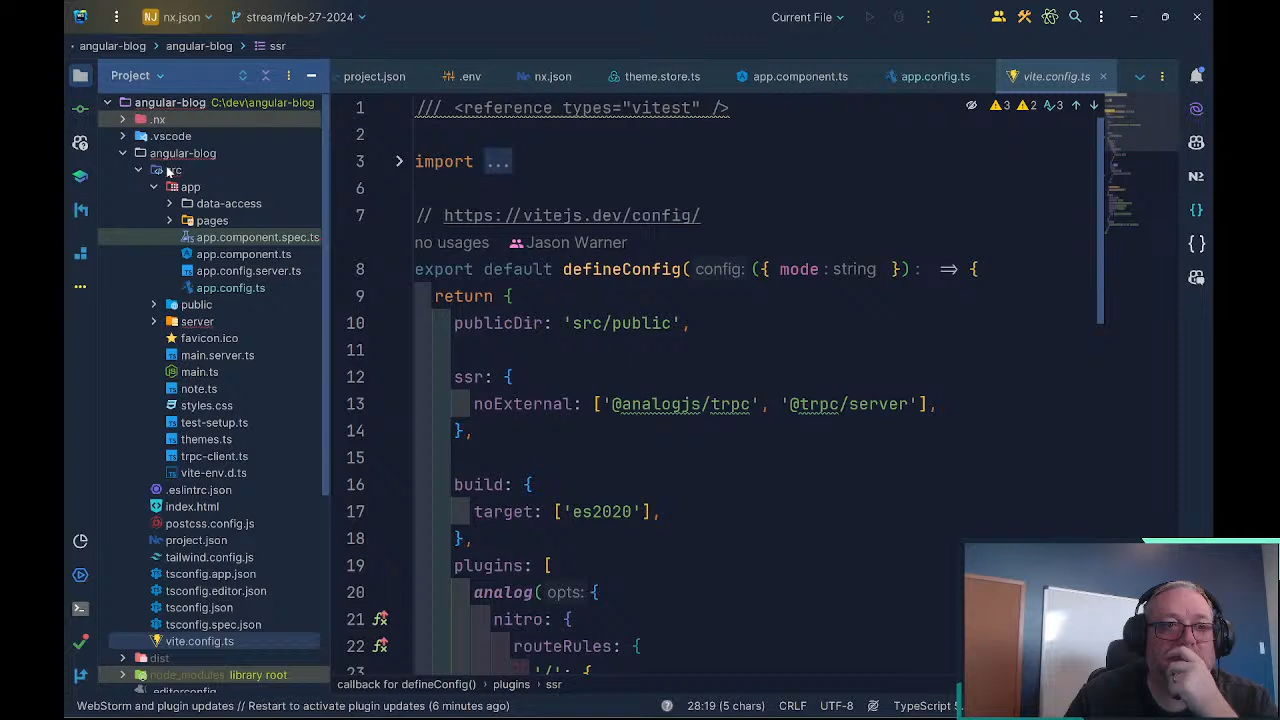 nx.json stream/feb-27-2024 Current File
angular-blog angular-blog ssr
Project project.json .env nx.json theme.store.ts app.component.ts app.config.ts vite.config.ts
angular-blog C:\dev\angular-blog
.nx
.vscode
angular-blog
src
app
data-access
pages
app.component.spec.ts
app.component.ts
app.config.server.ts
app.config.ts
public
server
favicon.ico
main.server.ts
main.ts
note.ts
styles.css
test-setup.ts
themes.ts
trpc-client.ts
vite-env.d.ts
.eslintrc.json
index.html
postcss.config.js
project.json
tailwind.config.js
tsconfig.app.json
tsconfig.editor.json
tsconfig.json
tsconfig.spec.json
vite.config.ts
dist
node_modules library root
.editorconfig
3 2 3
1 /// <reference types="vitest" />
2
3 import ...
6
7 // https://vitejs.dev/config/
no usages Jason Warner
8 export default defineConfig( config: ({ mode : string }) : => {
9 return {
10 publicDir: 'src/public',
11
12 ssr: {
13 noExternal: ['@analogjs/trpc', '@trpc/server'],
14 },
15
16 build: {
17 target: ['es2020'],
18 },
19 plugins: [
20 analog( opts: {
21 nitro: {
22 routeRules: {
23 '/': {
callback for defineConfig() plugins ssr
WebStorm and plugin updates // Restart to activate plugin updates (6 minutes ago) 28:19 (5 chars) CRLF UTF-8 TypeScript 5.